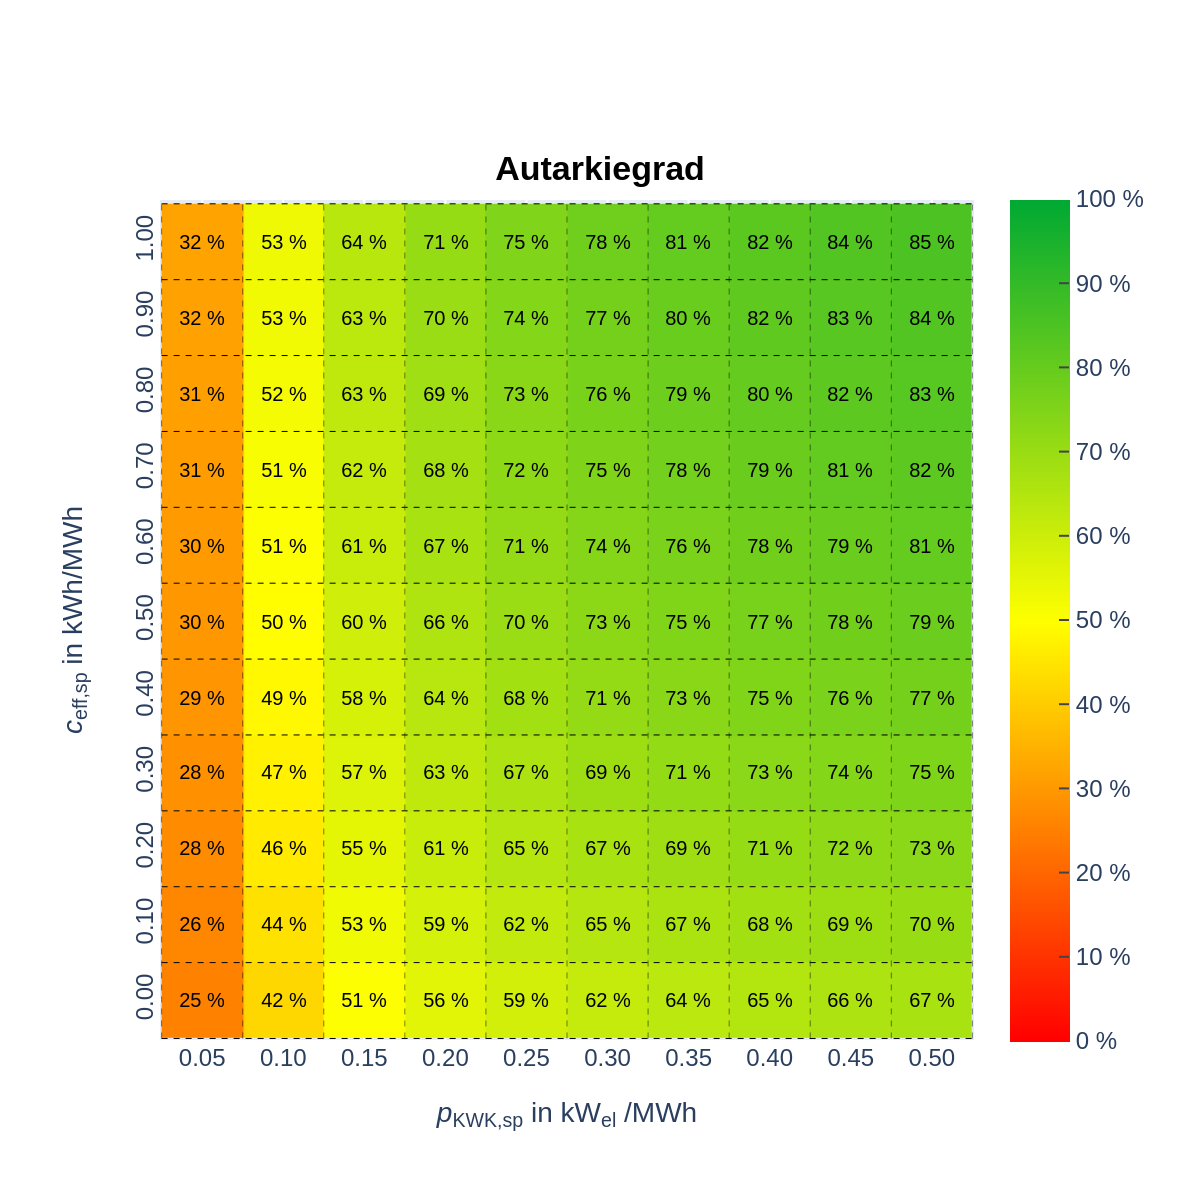 Autarkiegrad
1.00 32 % 53 % 64 % 71 % 75 % 78 % 81 % 82 % 84 % 85 %
0.90 32 % 53 % 63 % 70 % 74 % 77 % 80 % 82 % 83 % 84 %
0.80 31 % 52 % 63 % 69 % 73 % 76 % 79 % 80 % 82 % 83 %
0.70 31 % 51 % 62 % 68 % 72 % 75 % 78 % 79 % 81 % 82 %
0.60 30 % 51 % 61 % 67 % 71 % 74 % 76 % 78 % 79 % 81 %
0.50 30 % 50 % 60 % 66 % 70 % 73 % 75 % 77 % 78 % 79 %
0.40 29 % 49 % 58 % 64 % 68 % 71 % 73 % 75 % 76 % 77 %
0.30 28 % 47 % 57 % 63 % 67 % 69 % 71 % 73 % 74 % 75 %
0.20 28 % 46 % 55 % 61 % 65 % 67 % 69 % 71 % 72 % 73 %
0.10 26 % 44 % 53 % 59 % 62 % 65 % 67 % 68 % 69 % 70 %
0.00 25 % 42 % 51 % 56 % 59 % 62 % 64 % 65 % 66 % 67 %
0.05 0.10 0.15 0.20 0.25 0.30 0.35 0.40 0.45 0.50
p KWK,sp in kW el /MWh
c eff,sp in kWh/MWh
100 %
90 %
80 %
70 %
60 %
50 %
40 %
30 %
20 %
10 %
0 %